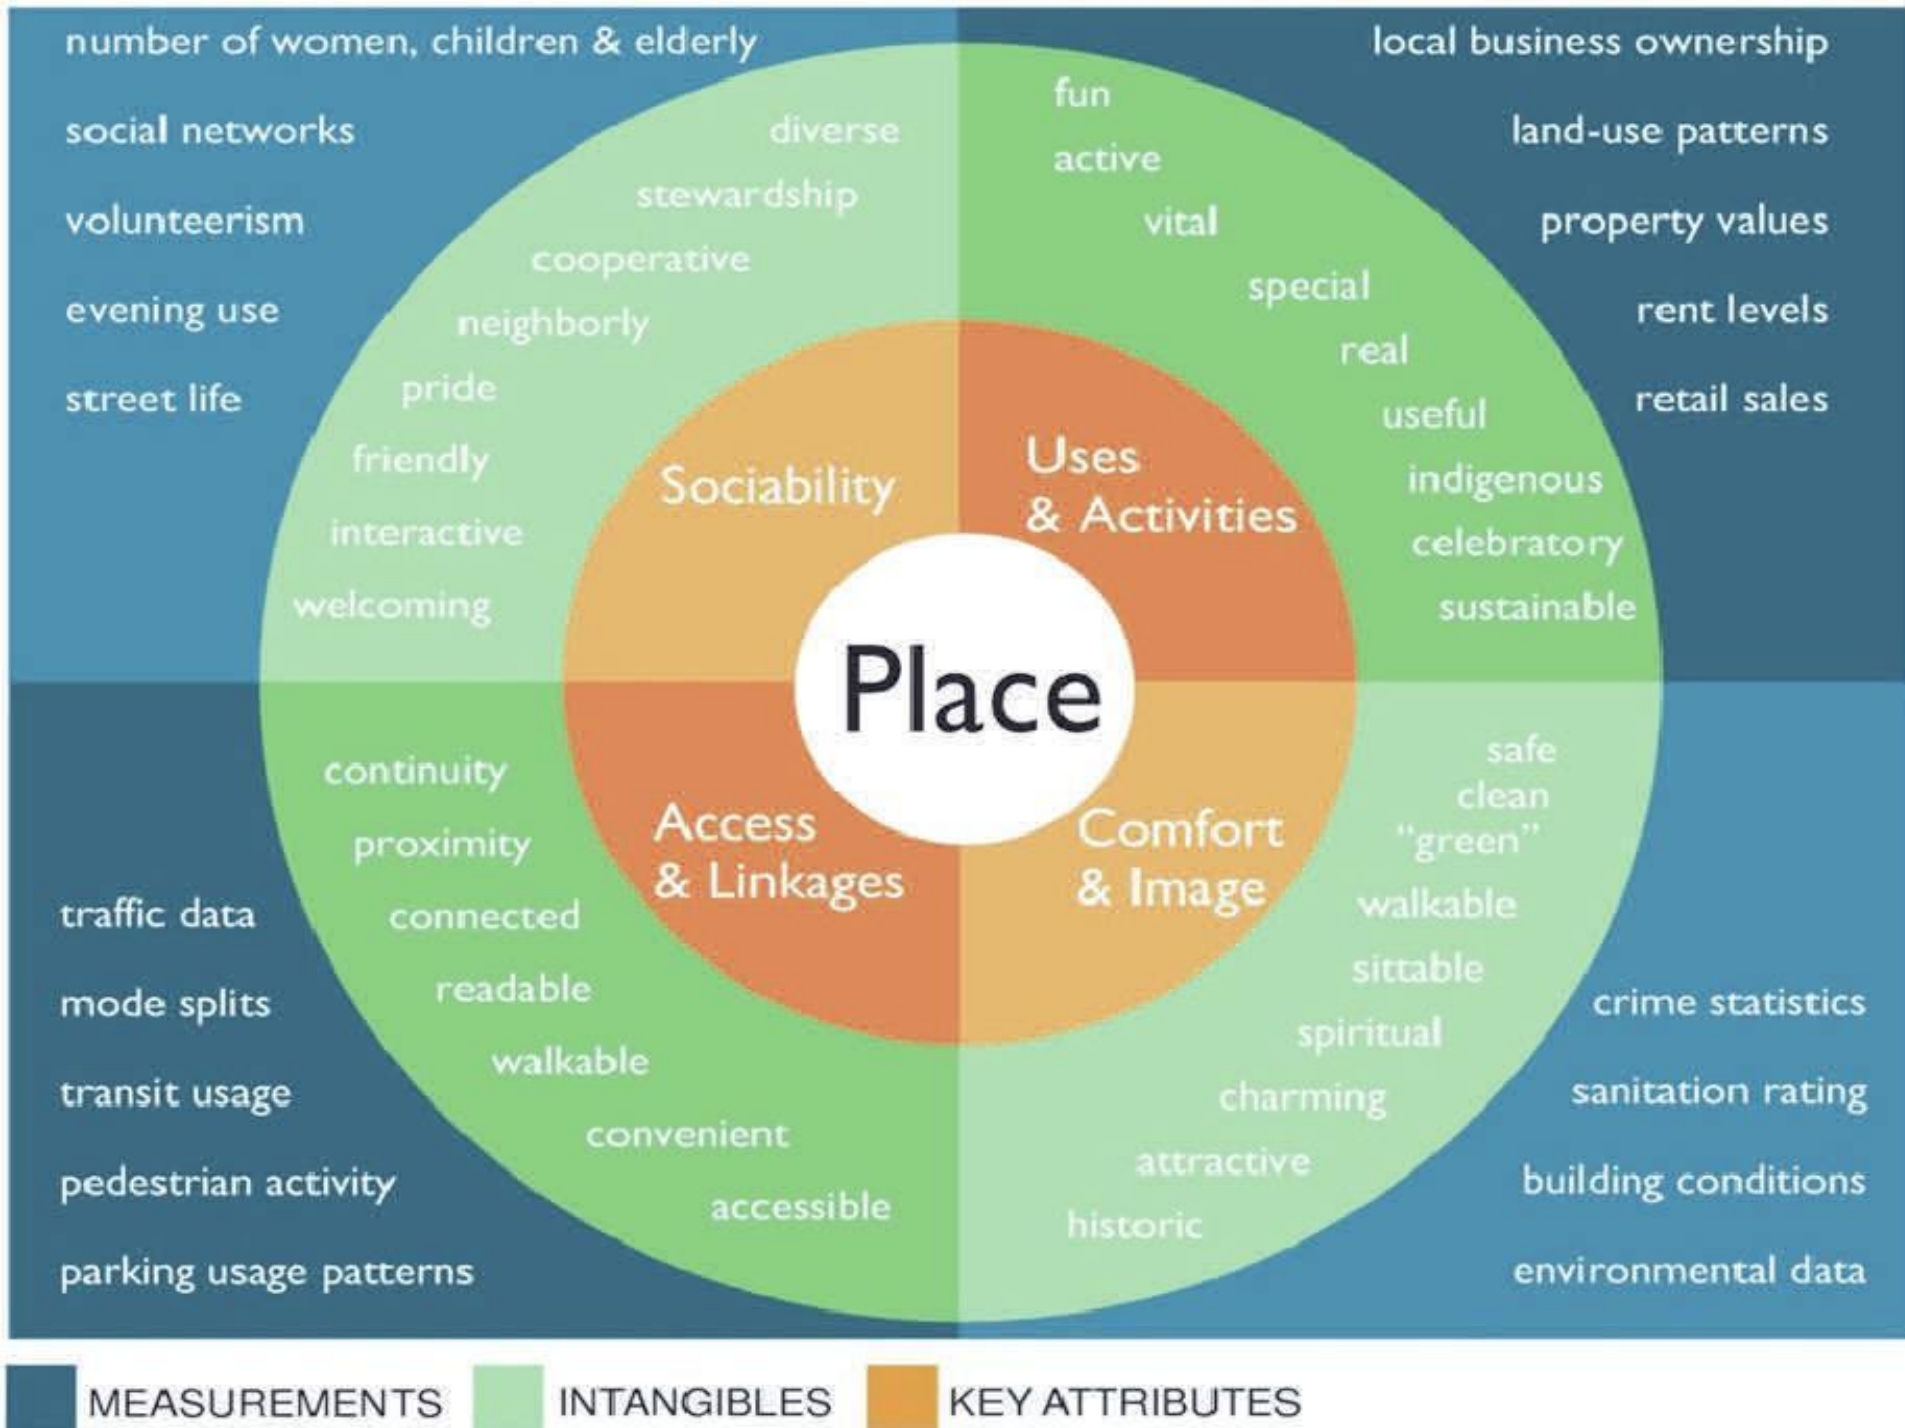 number of women, children & elderly
social networks
volunteerism
evening use
street life
diverse
stewardship
cooperative
neighborly
pride
friendly
interactive
welcoming
Sociability
local business ownership
land-use patterns
property values
rent levels
retail sales
fun
active
vital
special
real
useful
indigenous
celebratory
sustainable
Uses
& Activities
Place
continuity
proximity
connected
readable
walkable
convenient
accessible
Access
& Linkages
traffic data
mode splits
transit usage
pedestrian activity
parking usage patterns
Comfort
& Image
safe
clean
“green”
walkable
sittable
spiritual
charming
attractive
historic
crime statistics
sanitation rating
building conditions
environmental data
MEASUREMENTS
INTANGIBLES
KEY ATTRIBUTES